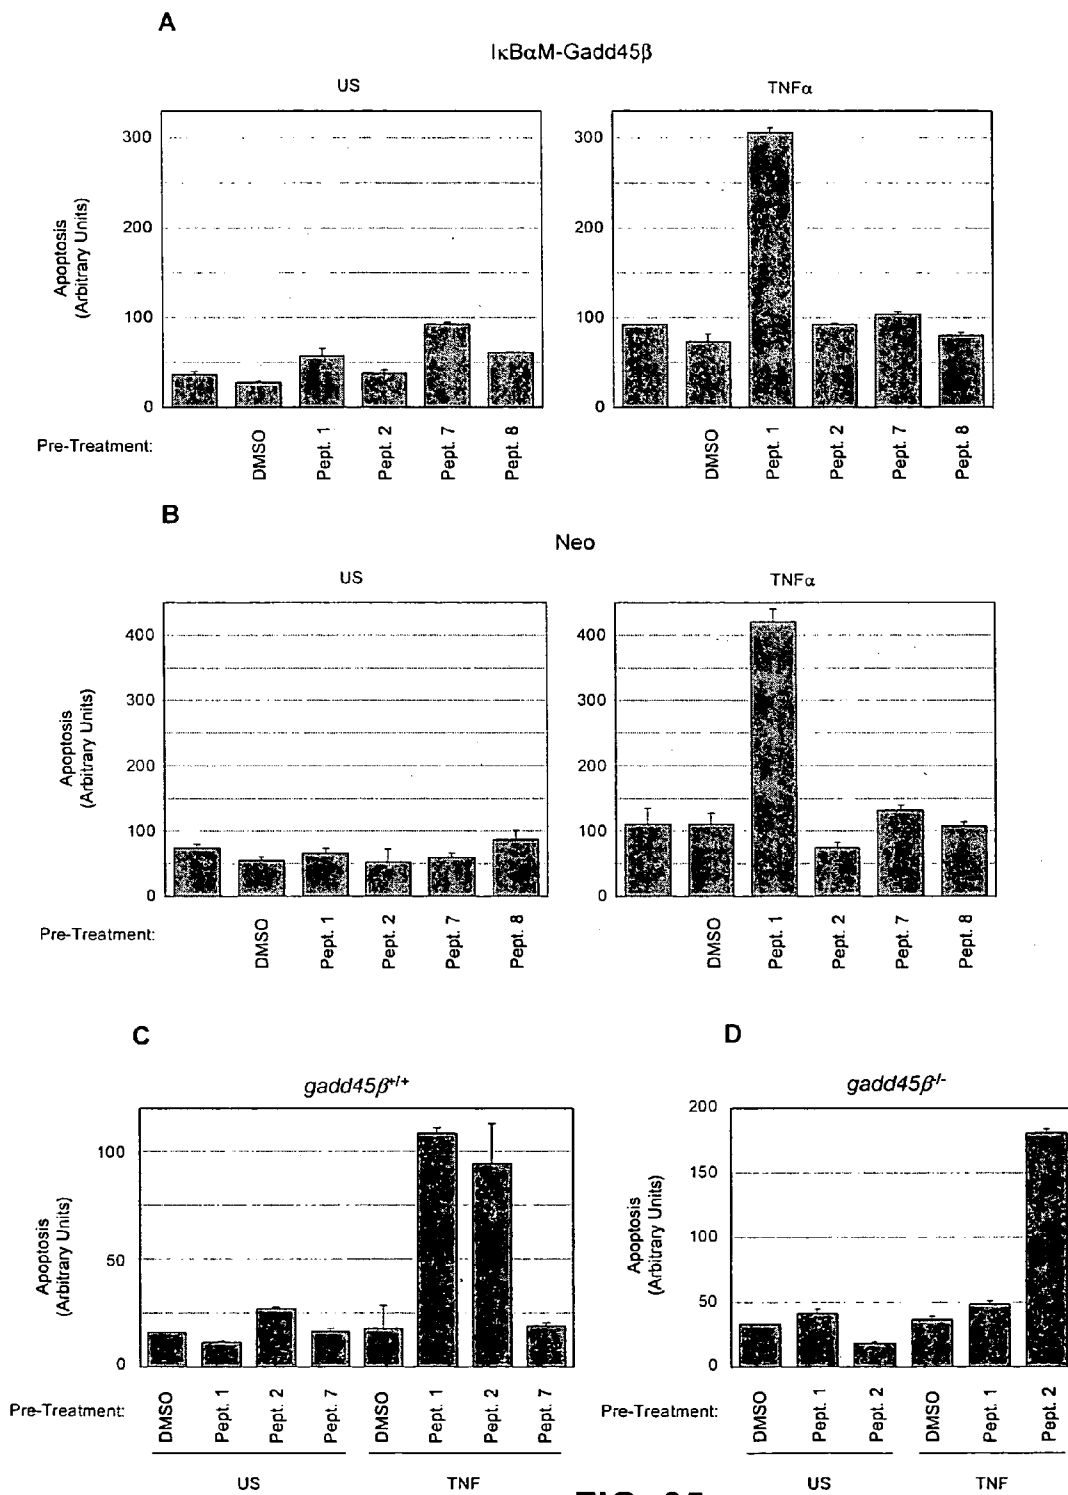 A
IκBαM-Gadd45β
US
TNFα
300
200
100
0
Apoptosis
(Arbitrary Units)
300
200
100
0
Pre-Treatment:
DMSO
Pept. 1
Pept. 2
Pept. 7
Pept. 8
DMSO
Pept. 1
Pept. 2
Pept. 7
Pept. 8
B
Neo
US
TNFα
400
300
200
100
0
Apoptosis
(Arbitrary Units)
400
300
200
100
0
Pre-Treatment:
DMSO
Pept. 1
Pept. 2
Pept. 7
Pept. 8
DMSO
Pept. 1
Pept. 2
Pept. 7
Pept. 8
C
gadd45β+/+
100
50
0
Apoptosis
(Arbitrary Units)
Pre-Treatment:
DMSO
Pept. 1
Pept. 2
Pept. 7
DMSO
Pept. 1
Pept. 2
Pept. 7
US
TNF
D
gadd45β-/-
200
150
100
50
0
Apoptosis
(Arbitrary Units)
Pre-Treatment:
DMSO
Pept. 1
Pept. 2
DMSO
Pept. 1
Pept. 2
US
TNF